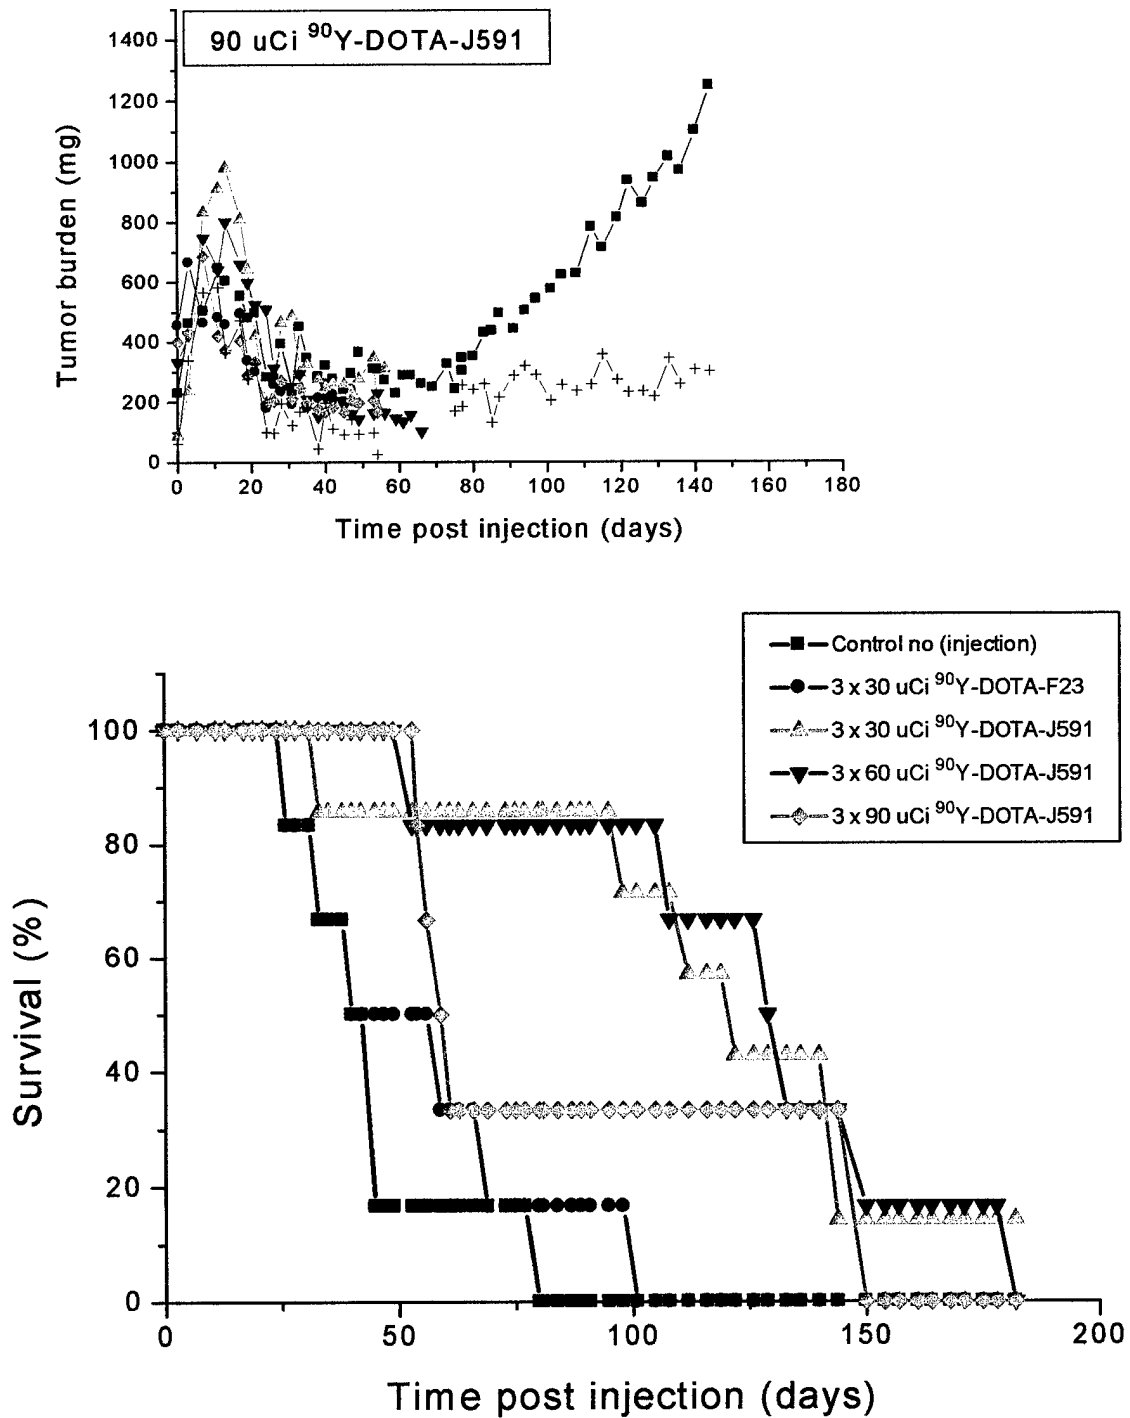 90 uCi ⁹⁰Y-DOTA-J591
1400
1200
1000
800
600
400
200
0
Tumor burden (mg)
0 20 40 60 80 100 120 140 160 180
Time post injection (days)
Control no (injection)
3 x 30 uCi ⁹⁰Y-DOTA-F23
3 x 30 uCi ⁹⁰Y-DOTA-J591
3 x 60 uCi ⁹⁰Y-DOTA-J591
3 x 90 uCi ⁹⁰Y-DOTA-J591
100
80
60
40
20
0
Survival (%)
0 50 100 150 200
Time post injection (days)